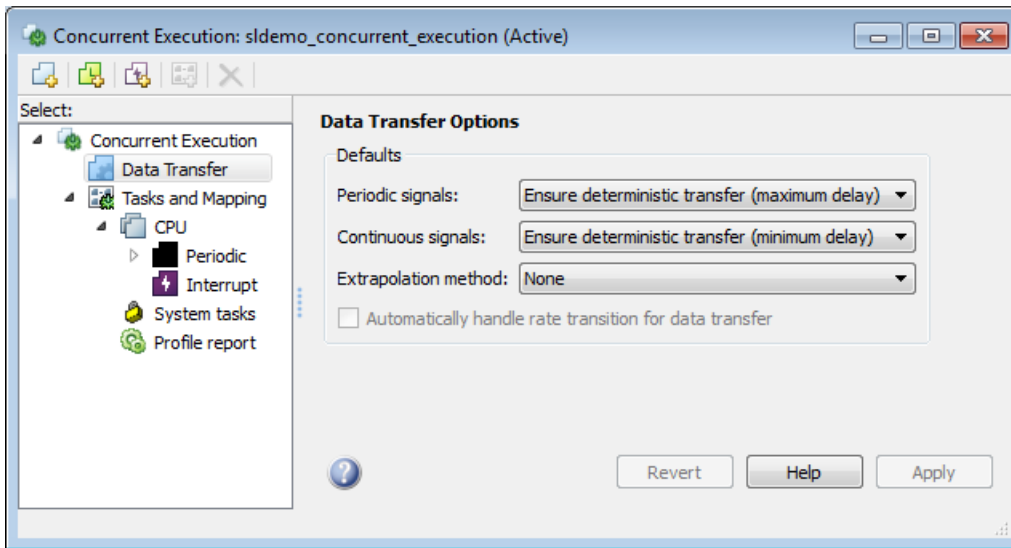 Concurrent Execution: sldemo_concurrent_execution (Active)
Select:
Concurrent Execution
Data Transfer
Tasks and Mapping
CPU
Periodic
Interrupt
System tasks
Profile report
Data Transfer Options
Defaults
Periodic signals: Ensure deterministic transfer (maximum delay)
Continuous signals: Ensure deterministic transfer (minimum delay)
Extrapolation method: None
Automatically handle rate transition for data transfer
Revert Help Apply